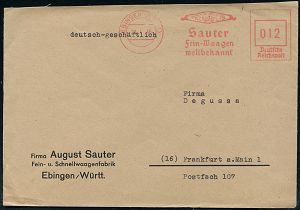 deutsch-geschäftlich
Sauter
Fein-Waagen
weltbekannt
012
Deutsche
Reichspost
Firma
Degussa
Firma August Sauter
Fein- u. Schnellwaagenfabrik
Ebingen/Württ.
(16) Frankfurt a.Main 1
Postfach 107